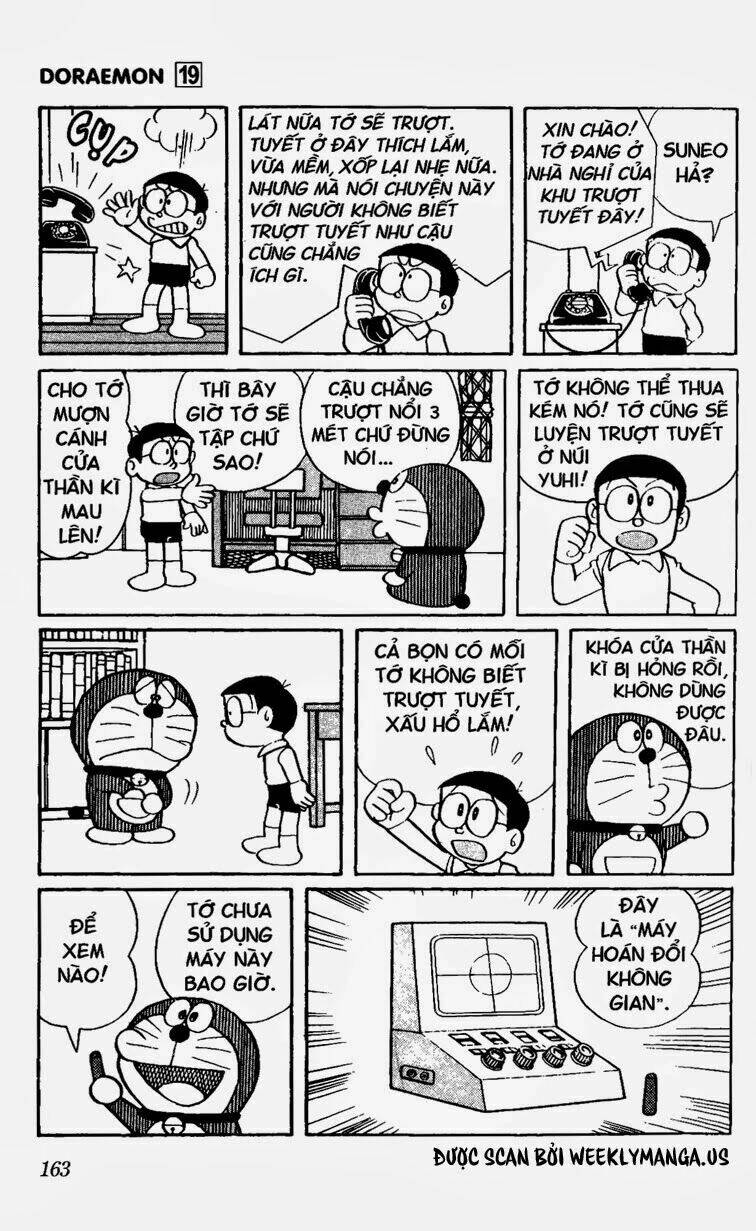 DORAEMON 19
SUNEO
HẢ?
XIN CHÀO!
TỚ ĐANG Ở
NHÀ NGHỈ CỦA
KHU TRƯỢT
TUYẾT ĐÂY!
LÁT NỮA TỚ SẼ TRƯỢT.
TUYẾT Ở ĐÂY THÍCH LẮM,
VỪA MỀM, XỐP LẠI NHẸ NỮA.
NHƯNG MÀ NÓI CHUYỆN NÀY
VỚI NGƯỜI KHÔNG BIẾT
TRƯỢT TUYẾT NHƯ CẬU
CŨNG CHẲNG
ÍCH GÌ.
CỤP
TỚ KHÔNG THỂ THUA
KÉM NÓ! TỚ CŨNG SẼ
LUYỆN TRƯỢT TUYẾT
Ở NÚI
YUHI!
CẬU CHẲNG
TRƯỢT NỔI 3
MÉT CHỨ ĐỪNG
NÓI...
THÌ BÂY
GIỜ TỚ SẼ
TẬP CHỨ
SAO!
CHO TỚ
MƯỢN
CÁNH
CỬA
THẦN KÌ
MAU
LÊN!
KHÓA CỬA THẦN
KÌ BỊ HỎNG RỒI,
KHÔNG DÙNG
ĐƯỢC
ĐÂU.
CẢ BỌN CÓ MỖI
TỚ KHÔNG BIẾT
TRƯỢT TUYẾT,
XẤU HỔ LẮM!
ĐÂY
LÀ "MÁY
HOÁN ĐỔI
KHÔNG
GIAN".
TỚ CHƯA
SỬ DỤNG
MÁY NÀY
BAO GIỜ.
ĐỂ
XEM
NÀO!
163
ĐƯỢC SCAN BỞI WEEKLYMANGA.US